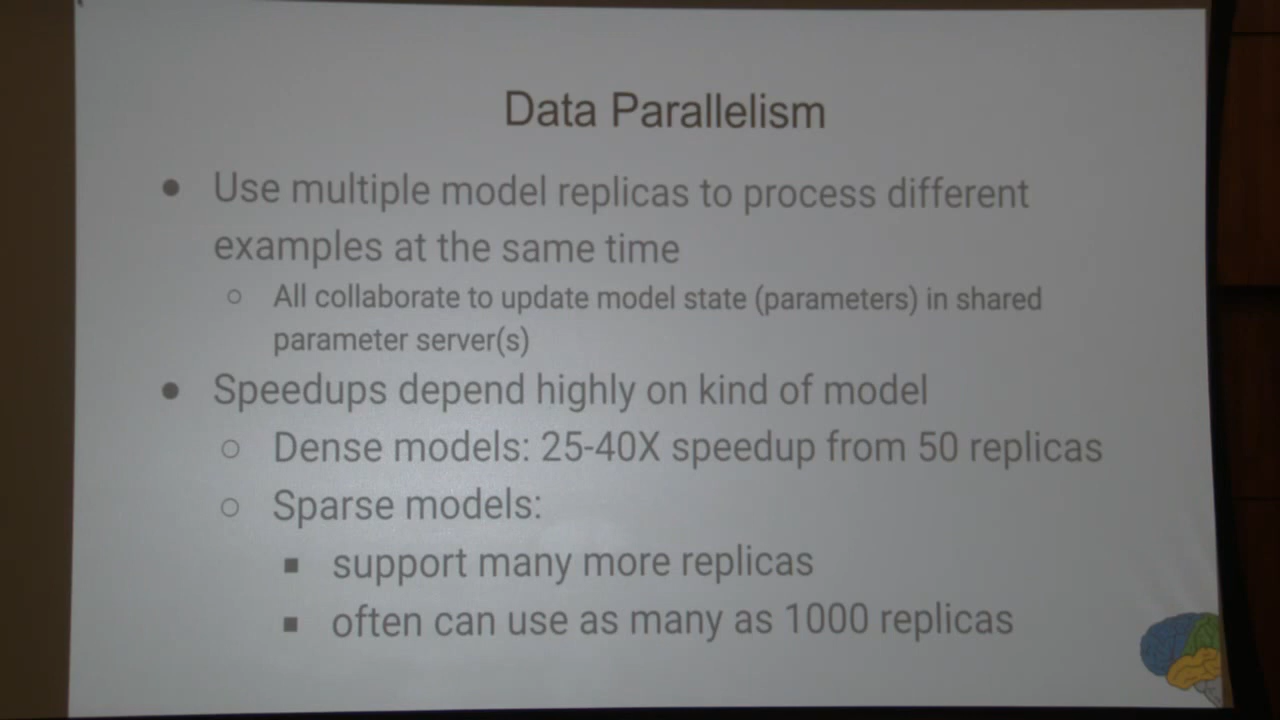 Data Parallelism
● Use multiple model replicas to process different
examples at the same time
○ All collaborate to update model state (parameters) in shared
parameter server(s)
● Speedups depend highly on kind of model
○ Dense models: 25-40X speedup from 50 replicas
○ Sparse models:
■ support many more replicas
■ often can use as many as 1000 replicas